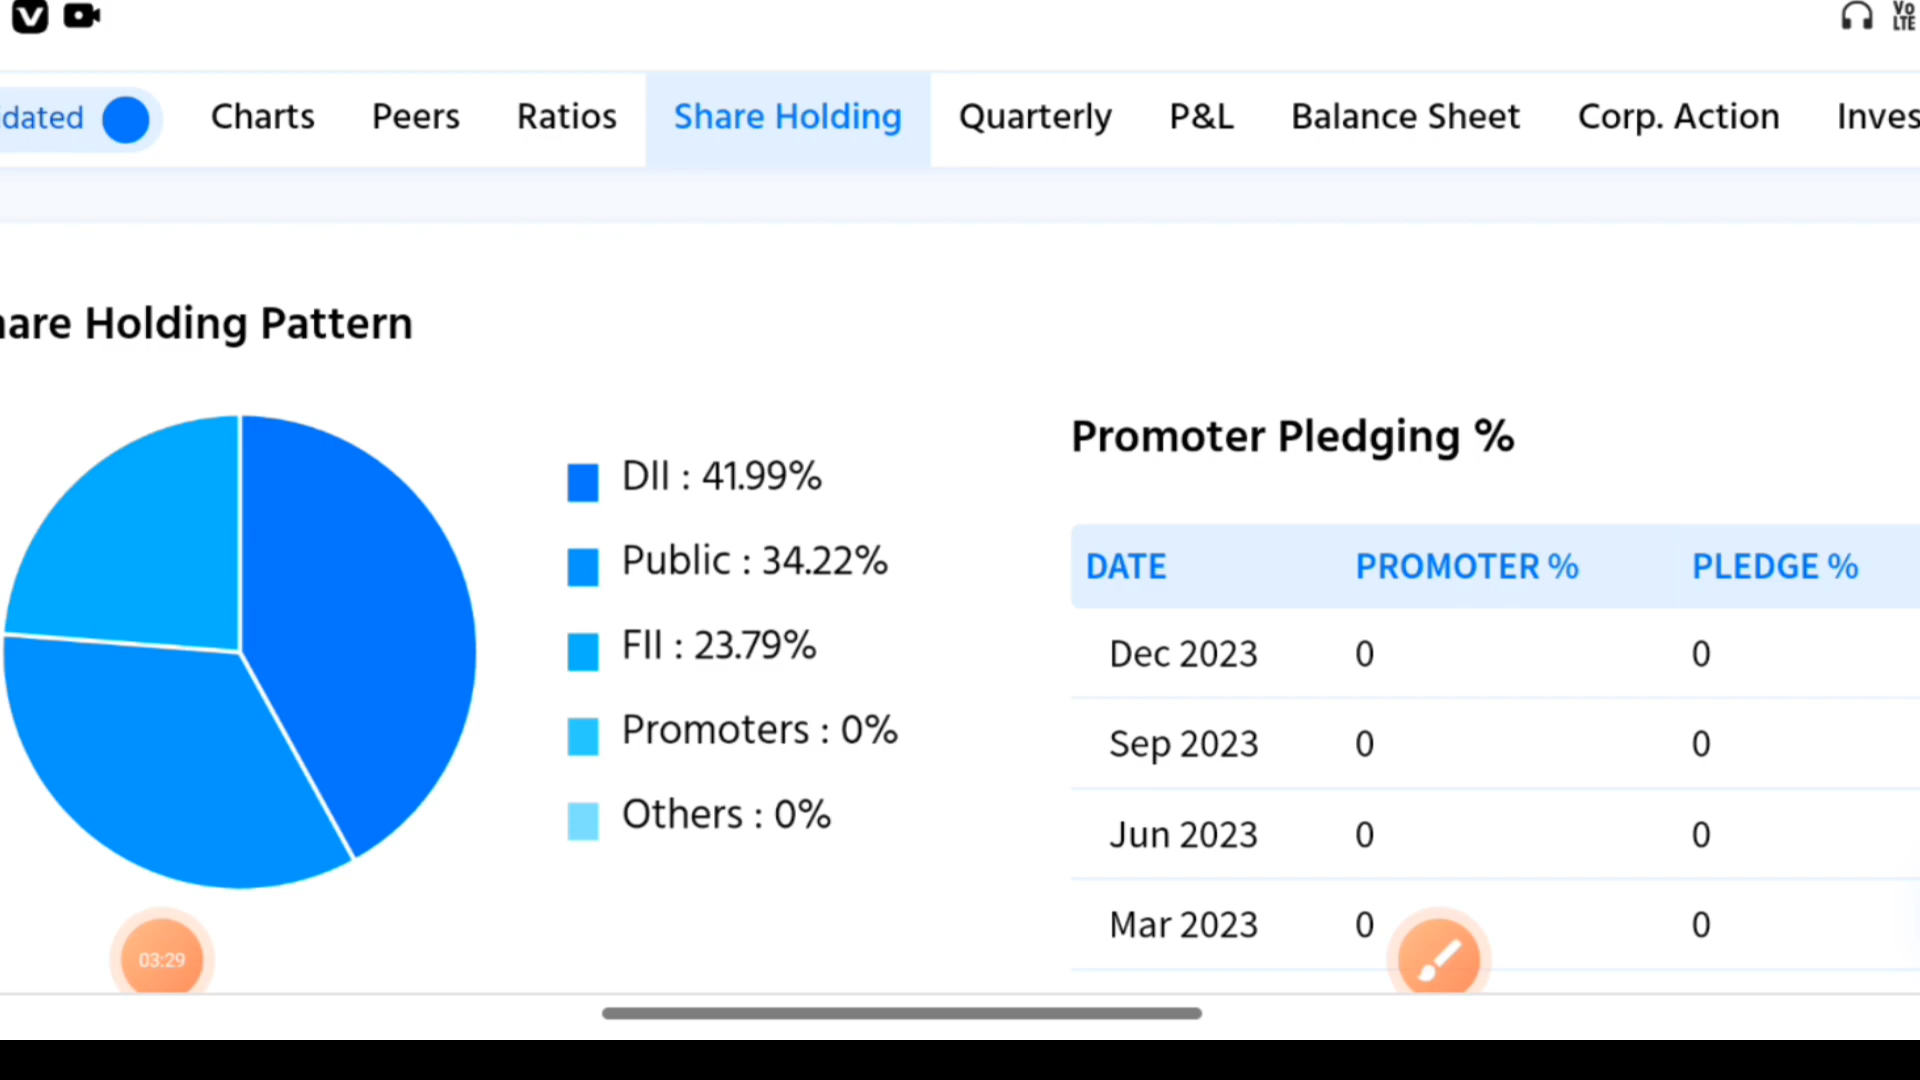 Vo
LTE
dated
Charts
Peers
Ratios
Share Holding
Quarterly
P&L
Balance Sheet
Corp. Action
Inves
are Holding Pattern
DII : 41.99%
Public : 34.22%
FII : 23.79%
Promoters : 0%
Others : 0%
Promoter Pledging %
DATE PROMOTER % PLEDGE %
Dec 2023 0 0
Sep 2023 0 0
Jun 2023 0 0
Mar 2023 0 0
03:29